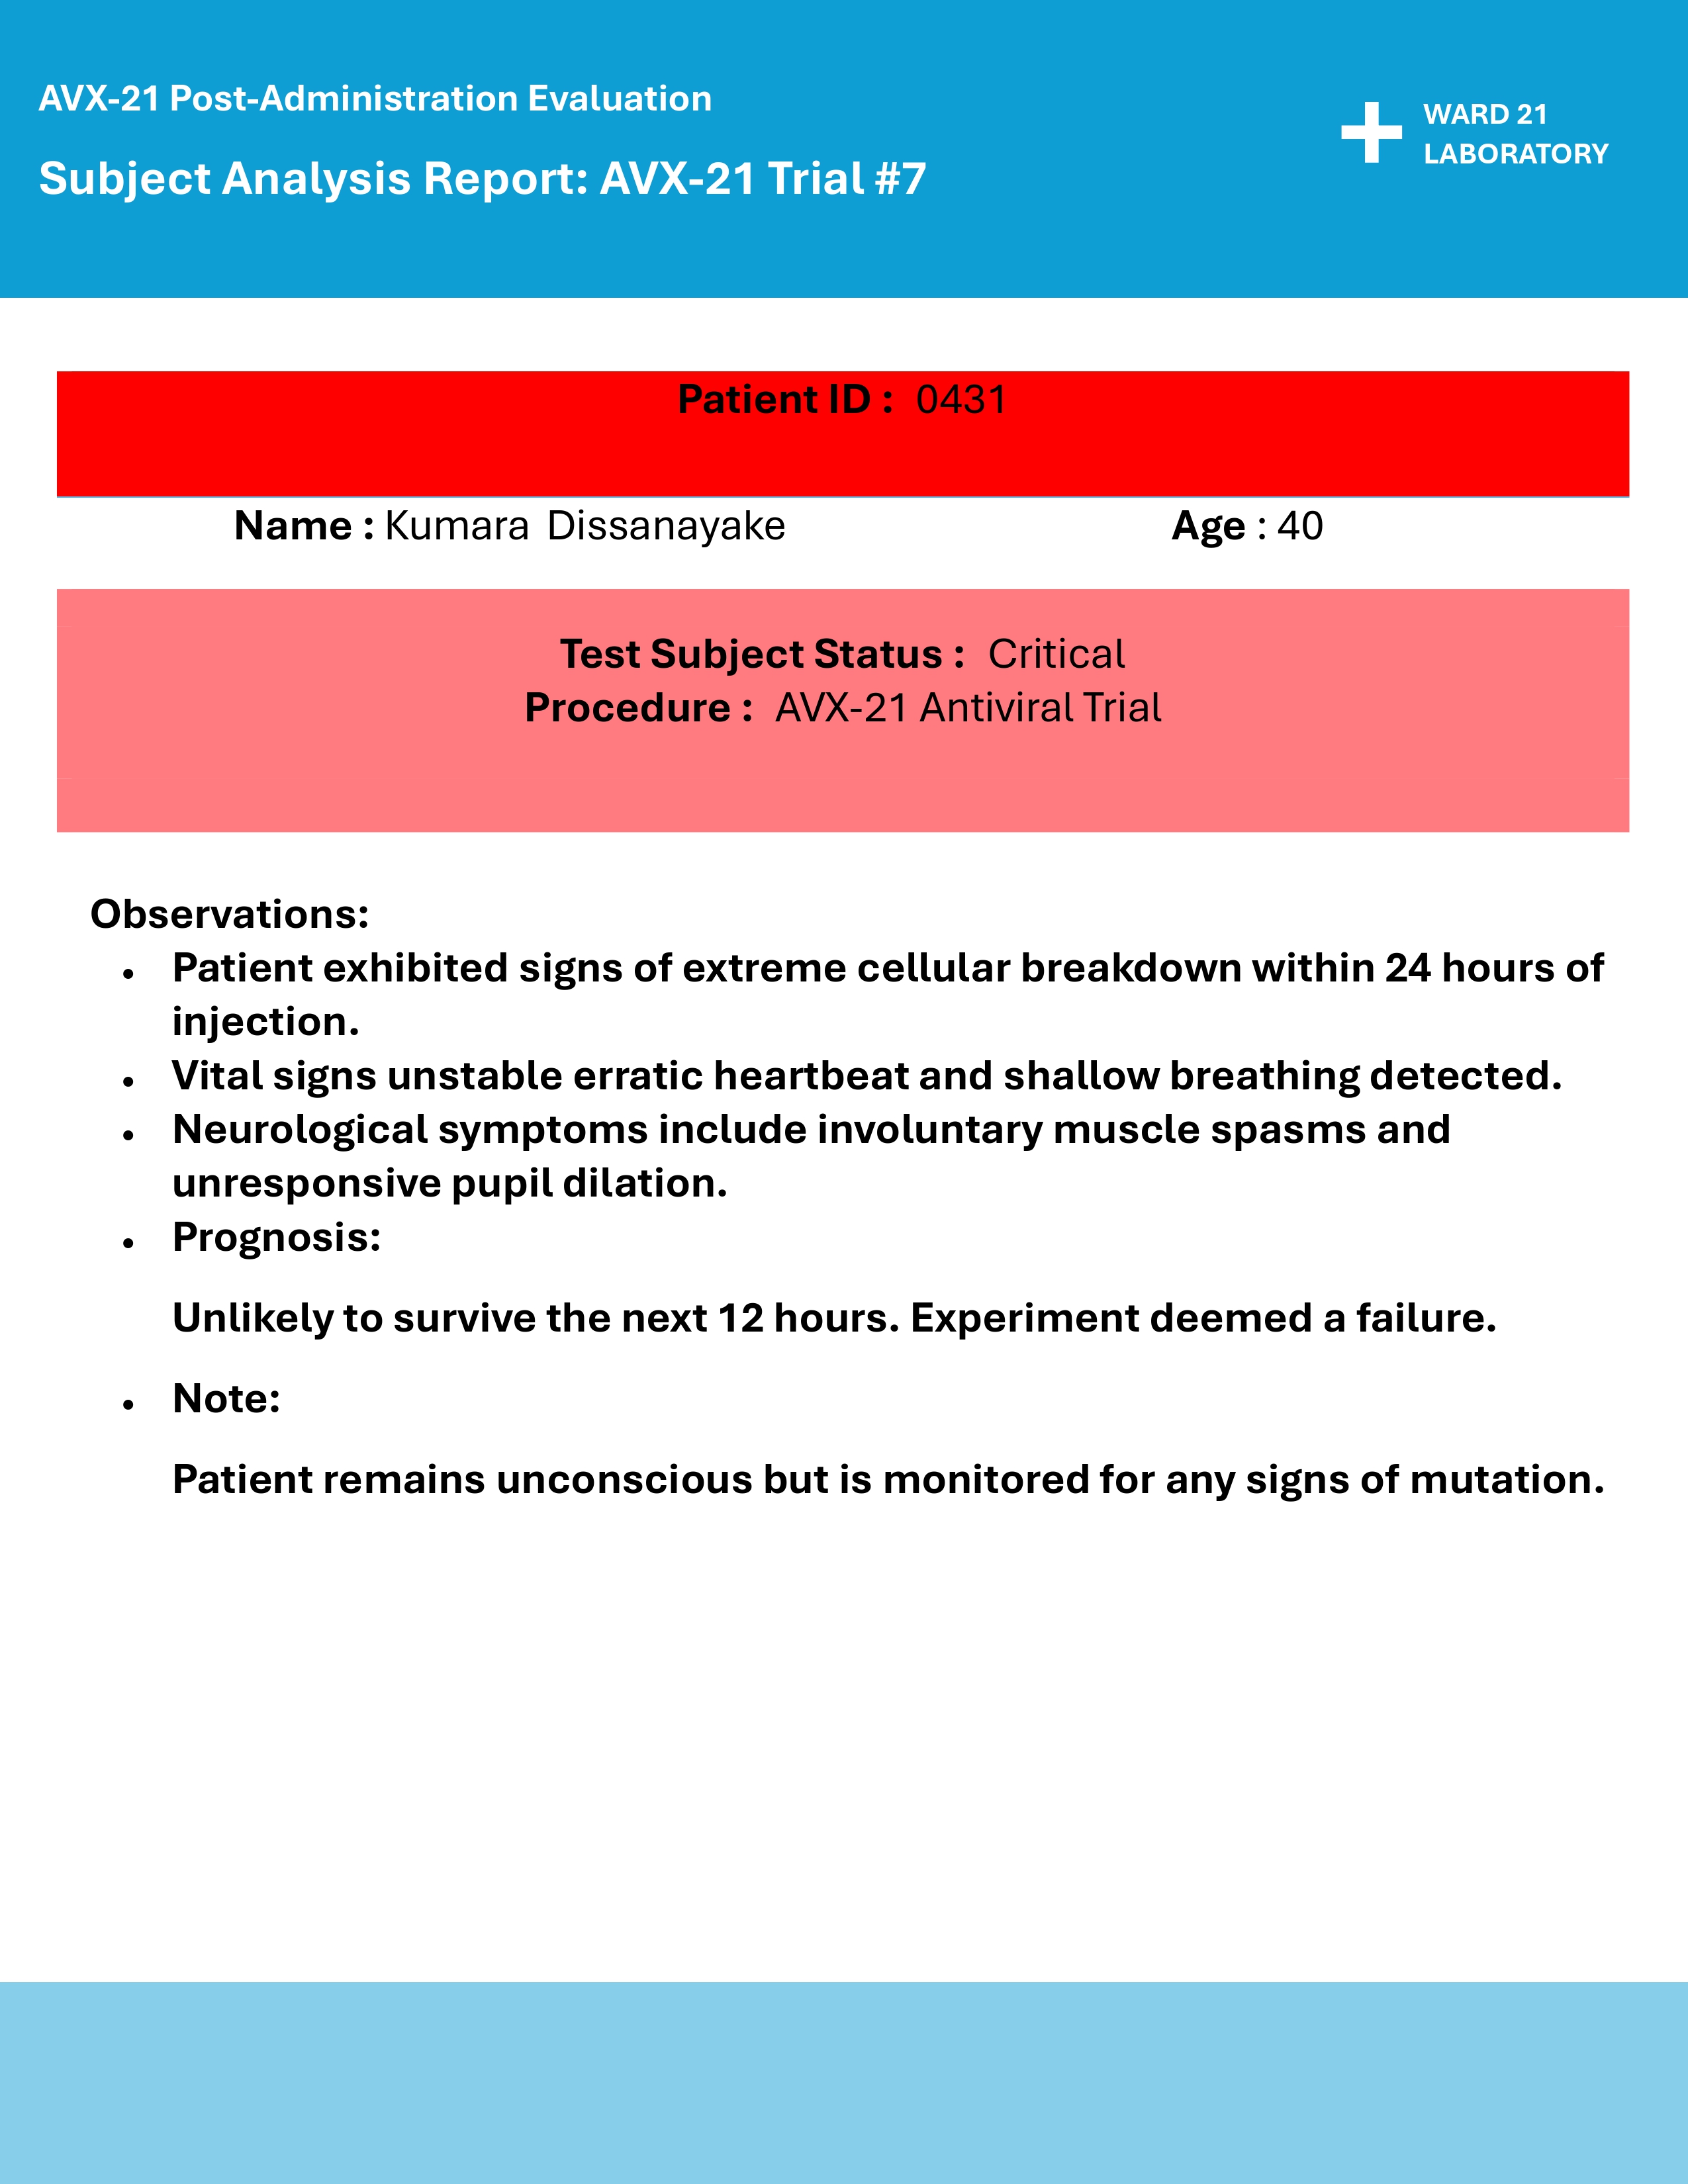 AVX-21 Post-Administration Evaluation
Subject Analysis Report: AVX-21 Trial #7
WARD 21
LABORATORY
Patient ID : 0431
Name : Kumara Dissanayake Age : 40
Test Subject Status : Critical
Procedure : AVX-21 Antiviral Trial
Observations:
• Patient exhibited signs of extreme cellular breakdown within 24 hours of
injection.
• Vital signs unstable erratic heartbeat and shallow breathing detected.
• Neurological symptoms include involuntary muscle spasms and
unresponsive pupil dilation.
• Prognosis:
Unlikely to survive the next 12 hours. Experiment deemed a failure.
• Note:
Patient remains unconscious but is monitored for any signs of mutation.